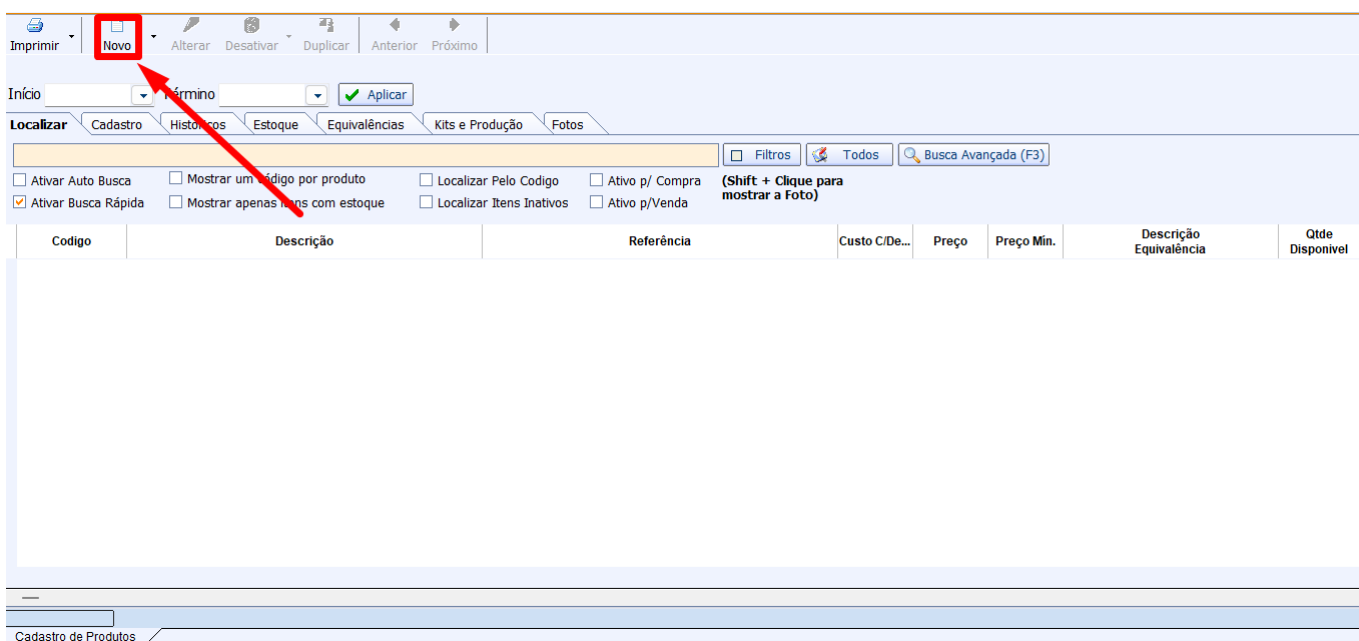 Imprimir Novo Alterar Desativar Duplicar Anterior Próximo
Início Término Aplicar
Localizar Cadastro Históricos Estoque Equivalências Kits e Produção Fotos
Filtros Todos Busca Avançada (F3)
Ativar Auto Busca Mostrar um código por produto Localizar Pelo Codigo Ativo p/ Compra (Shift + Clique para
Ativar Busca Rápida Mostrar apenas itens com estoque Localizar Itens Inativos Ativo p/Venda mostrar a Foto)
Codigo Descrição Referência Custo C/De... Preço Preço Mín. Descrição Qtde
Equivalência Disponivel
Cadastro de Produtos